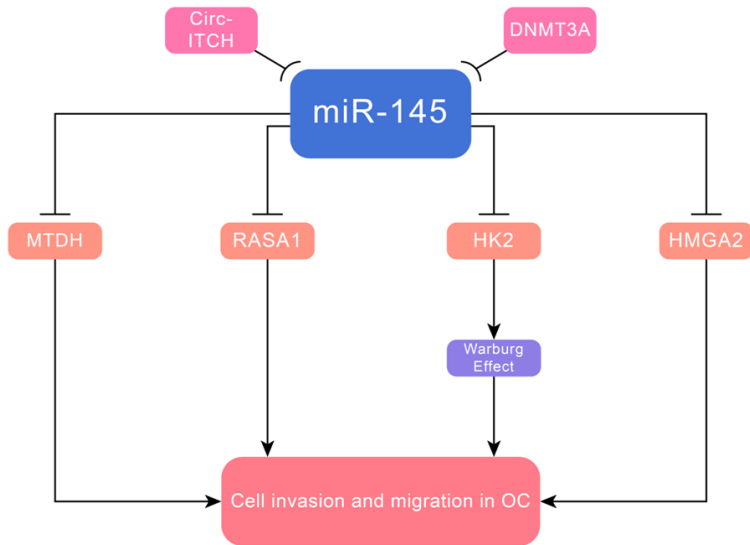 Circ-
ITCH
DNMT3A
miR-145
MTDH
RASA1
HK2
HMGA2
Warburg
Effect
Cell invasion and migration in OC